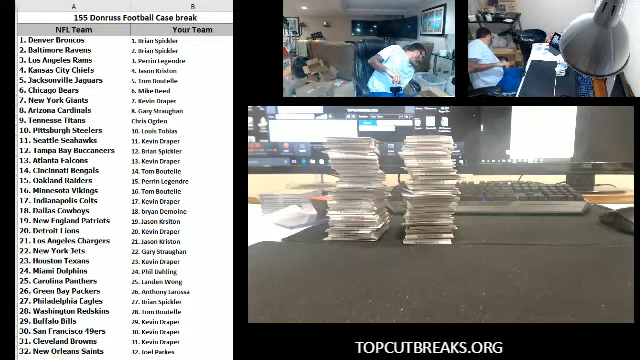 A B
155 Donruss Football Case break
NFL Team Your Team
1. Denver Broncos 1. Brian Spickler
2. Baltimore Ravens 2. Brian Spickler
3. Los Angeles Rams 3. Perrin Legendre
4. Kansas City Chiefs 4. Jason Kriston
5. Jacksonville Jaguars 5. Tom Boutelle
6. Chicago Bears 6. Mike Reed
7. New York Giants 7. Kevin Draper
8. Arizona Cardinals 8. Gary Straughan
9. Tennesse Titans Chris Ogden
10. Pittsburgh Steelers 10. Louis Tobias
11. Seattle Seahawks 11. Kevin Draper
12. Tampa Bay Buccaneers 12. Brian Spickler
13. Atlanta Falcons 13. Kevin Draper
14. Cincinnati Bengals 14. Tom Boutelle
15. Oakland Raiders 15. Perrin Legendre
16. Minnesota Vikings 16. Tom Boutelle
17. Indianapolis Colts 17. Kevin Draper
18. Dallas Cowboys 18. bryan Demoine
19. New England Patriots 19. Jason Kriston
20. Detroit Lions 20. Kevin Draper
21. Los Angeles Chargers 21. Jason Kriston
22. New York Jets 22. Gary Straughan
23. Houston Texans 23. Kevin Draper
24. Miami Dolphins 24. Phil Dahling
25. Carolina Panthers 25. Landen Wong
26. Green Bay Packers 26. Anthony Larossa
27. Philadelphia Eagles 27. Brian Spickler
28. Washington Redskins 28. Tom Boutelle
29. Buffalo Bills 29. Kevin Draper
30. San Francisco 49ers 30. Kevin Draper
31. Cleveland Browns 31. Kevin Draper
32. New Orleans Saints 32. Joel Parkes
TOPCUTBREAKS.ORG